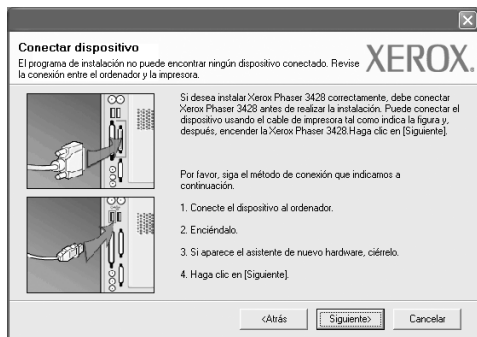 Conectar dispositivo
El programa de instalación no puede encontrar ningún dispositivo conectado. Revise
la conexión entre el ordenador y la impresora.
XEROX.
Si desea instalar Xerox Phaser 3428 correctamente, debe conectar
Xerox Phaser 3428 antes de realizar la instalación. Puede conectar el
dispositivo usando el cable de impresora tal como indica la figura y,
después, encender la Xerox Phaser 3428.Haga clic en [Siguiente].
Por favor, siga el método de conexión que indicamos a
continuación.
1. Conecte el dispositivo al ordenador.
2. Enciéndalo.
3. Si aparece el asistente de nuevo hardware, ciérrelo.
4. Haga clic en [Siguiente].
<Atrás
Siguiente>
Cancelar